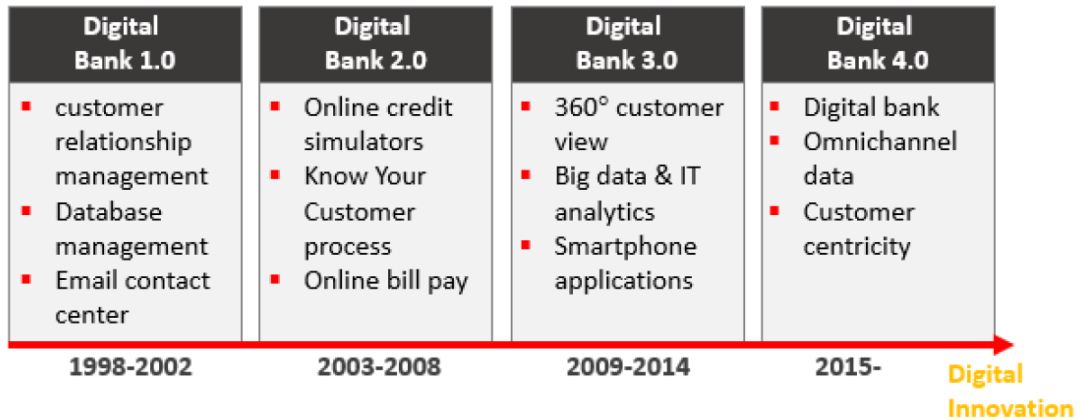 Digital
Bank 1.0
▪ customer
relationship
management
▪ Database
management
▪ Email contact
center
1998-2002
Digital
Bank 2.0
▪ Online credit
simulators
▪ Know Your
Customer
process
▪ Online bill pay
2003-2008
Digital
Bank 3.0
▪ 360° customer
view
▪ Big data & IT
analytics
▪ Smartphone
applications
2009-2014
Digital
Bank 4.0
▪ Digital bank
▪ Omnichannel
data
▪ Customer
centricity
2015-
Digital
Innovation